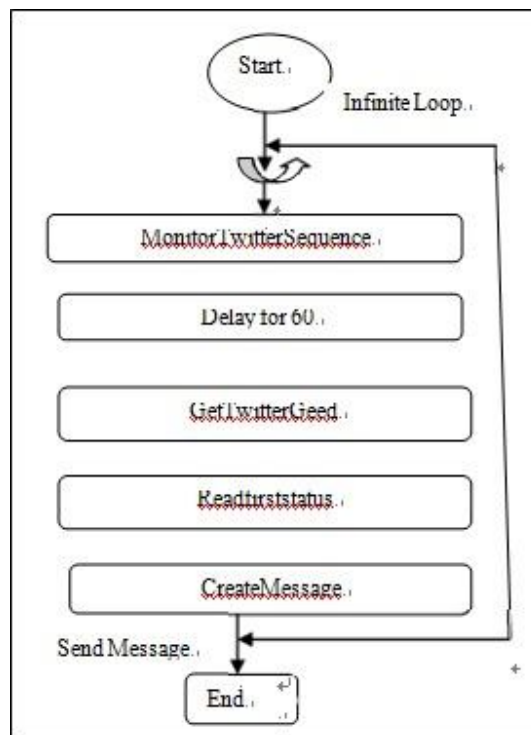 Start.
Infinite Loop.
MonitorTwitterSequence.
Delay for 60.
GetTwitterGeed.
Readfirststatus.
CreateMessage.
Send Message.
End.